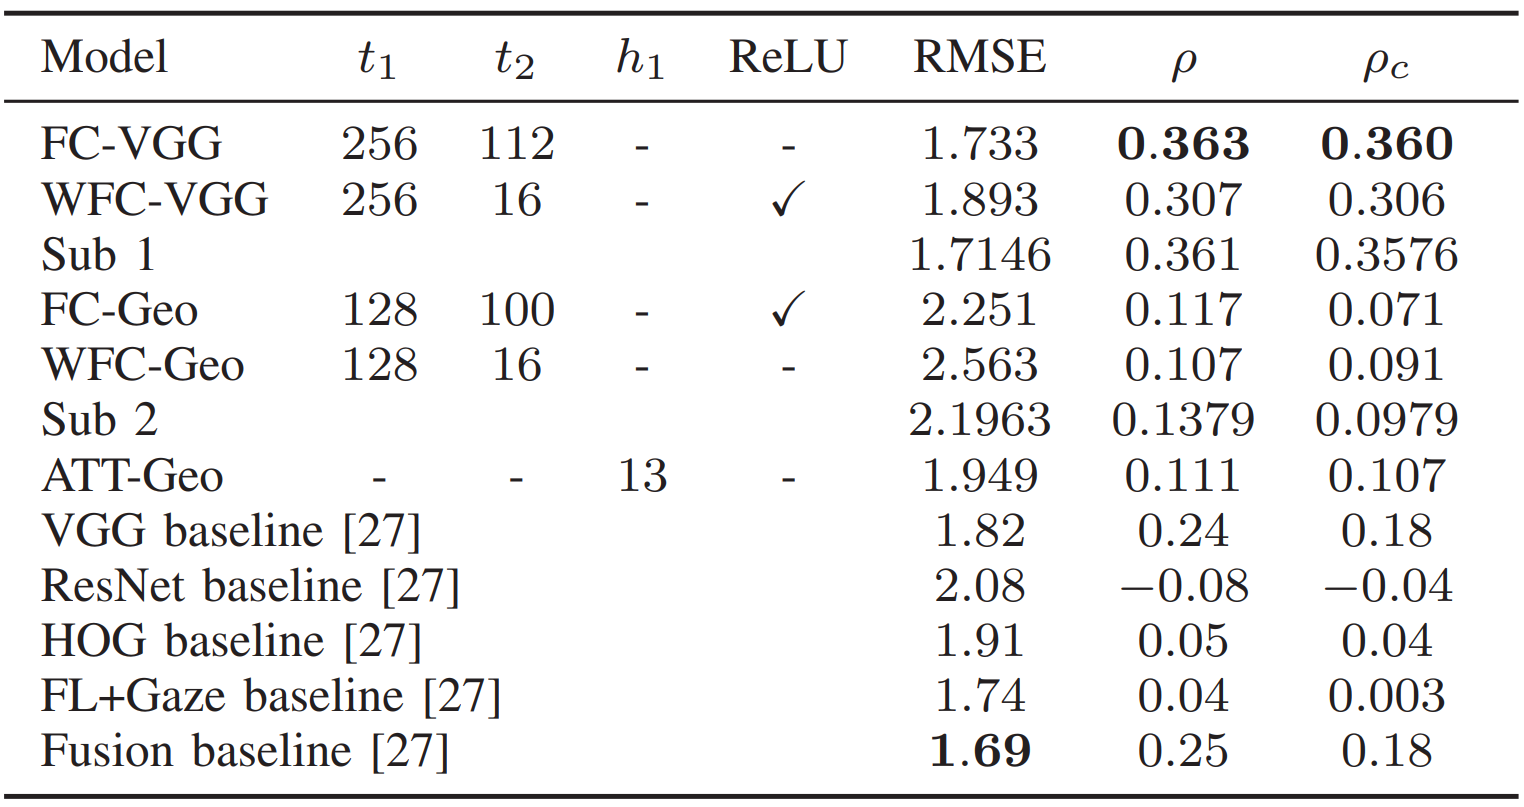 Model t₁ t₂ h₁ ReLU RMSE ρ ρ_c
FC-VGG 256 112 - - 1.733 0.363 0.360
WFC-VGG 256 16 - ✓ 1.893 0.307 0.306
Sub 1 1.7146 0.361 0.3576
FC-Geo 128 100 - ✓ 2.251 0.117 0.071
WFC-Geo 128 16 - - 2.563 0.107 0.091
Sub 2 2.1963 0.1379 0.0979
ATT-Geo - - 13 - 1.949 0.111 0.107
VGG baseline [27] 1.82 0.24 0.18
ResNet baseline [27] 2.08 −0.08 −0.04
HOG baseline [27] 1.91 0.05 0.04
FL+Gaze baseline [27] 1.74 0.04 0.003
Fusion baseline [27] 1.69 0.25 0.18